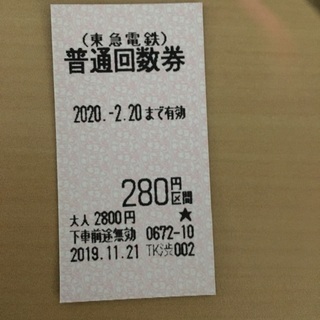 (東急電鉄)
普通回数券
2020.-2.20まで有効
280円区間
大人 2800円 ★
下車前途無効 0672-10
2019.11.21 TK渋002